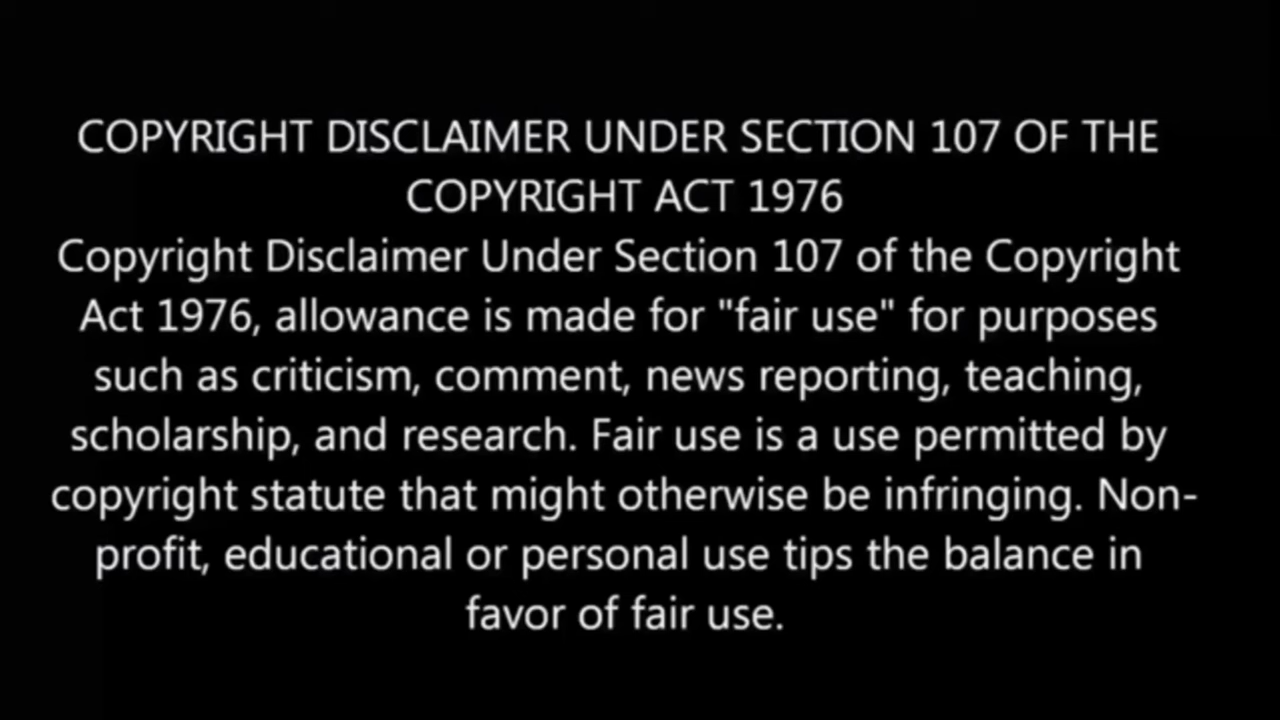 COPYRIGHT DISCLAIMER UNDER SECTION 107 OF THE
COPYRIGHT ACT 1976
Copyright Disclaimer Under Section 107 of the Copyright
Act 1976, allowance is made for "fair use" for purposes
such as criticism, comment, news reporting, teaching,
scholarship, and research. Fair use is a use permitted by
copyright statute that might otherwise be infringing. Non-
profit, educational or personal use tips the balance in
favor of fair use.